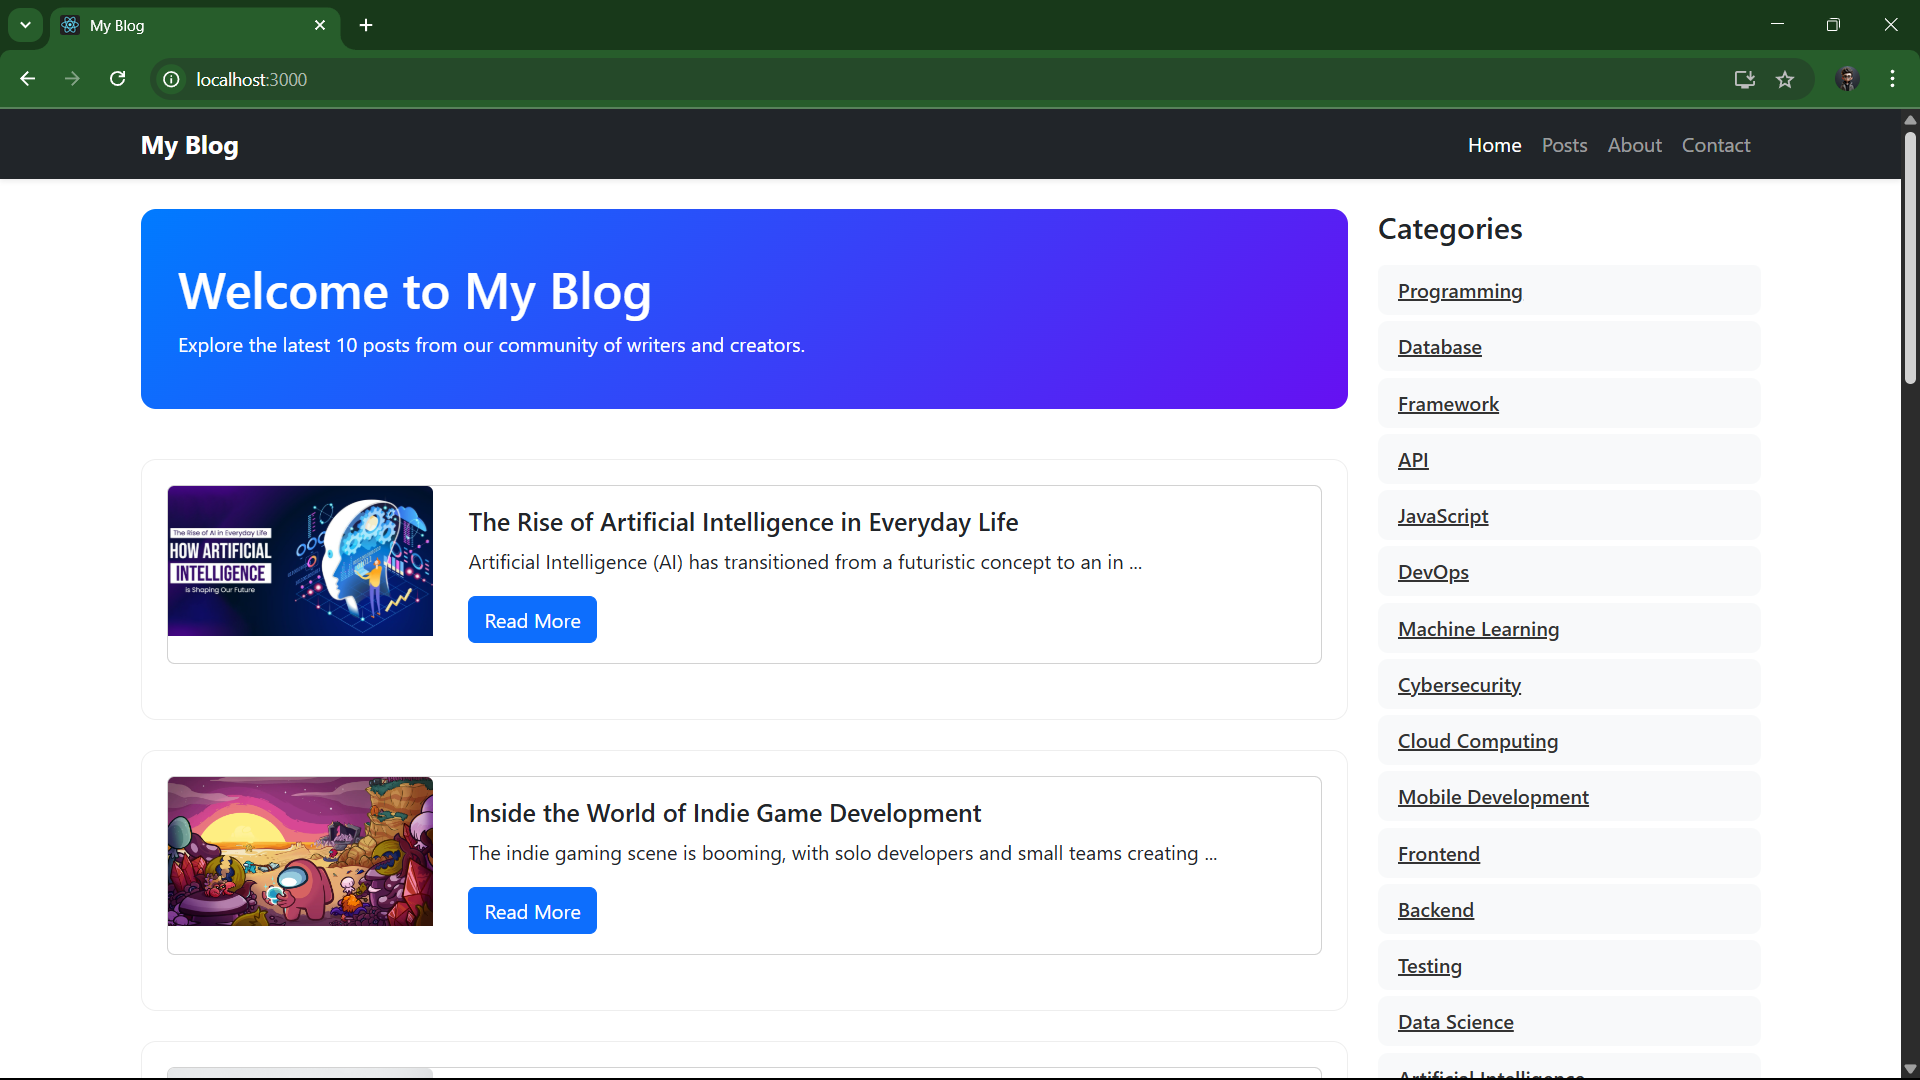 My Blog
localhost:3000
My Blog
Home
Posts
About
Contact
Welcome to My Blog
Explore the latest 10 posts from our community of writers and creators.
The Rise of AI in Everyday Life
HOW ARTIFICIAL
INTELLIGENCE
is Shaping Our Future
The Rise of Artificial Intelligence in Everyday Life
Artificial Intelligence (AI) has transitioned from a futuristic concept to an in ...
Read More
Inside the World of Indie Game Development
The indie gaming scene is booming, with solo developers and small teams creating ...
Read More
Categories
Programming
Database
Framework
API
JavaScript
DevOps
Machine Learning
Cybersecurity
Cloud Computing
Mobile Development
Frontend
Backend
Testing
Data Science
Artificial Intelligence